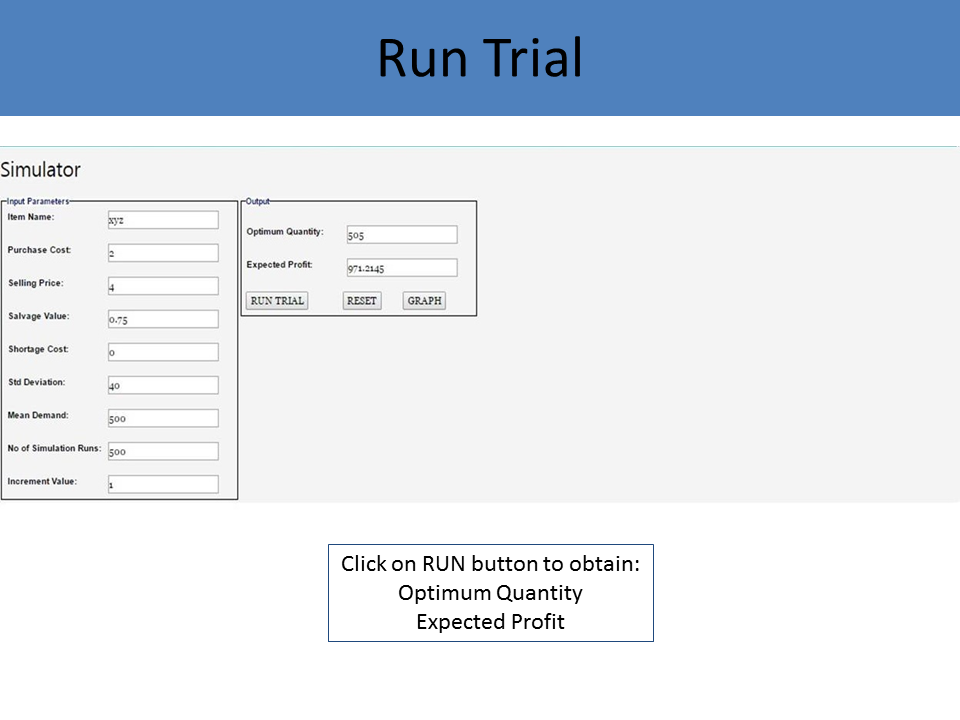 Run Trial
Simulator
Input Parameters
Item Name: xyz
Purchase Cost: 2
Selling Price: 4
Salvage Value: 0.75
Shortage Cost: 0
Std Deviation: 40
Mean Demand: 500
No of Simulation Runs: 500
Increment Value: 1
Output
Optimum Quantity: 505
Expected Profit: 971.2145
RUN TRIAL RESET GRAPH
Click on RUN button to obtain:
Optimum Quantity
Expected Profit